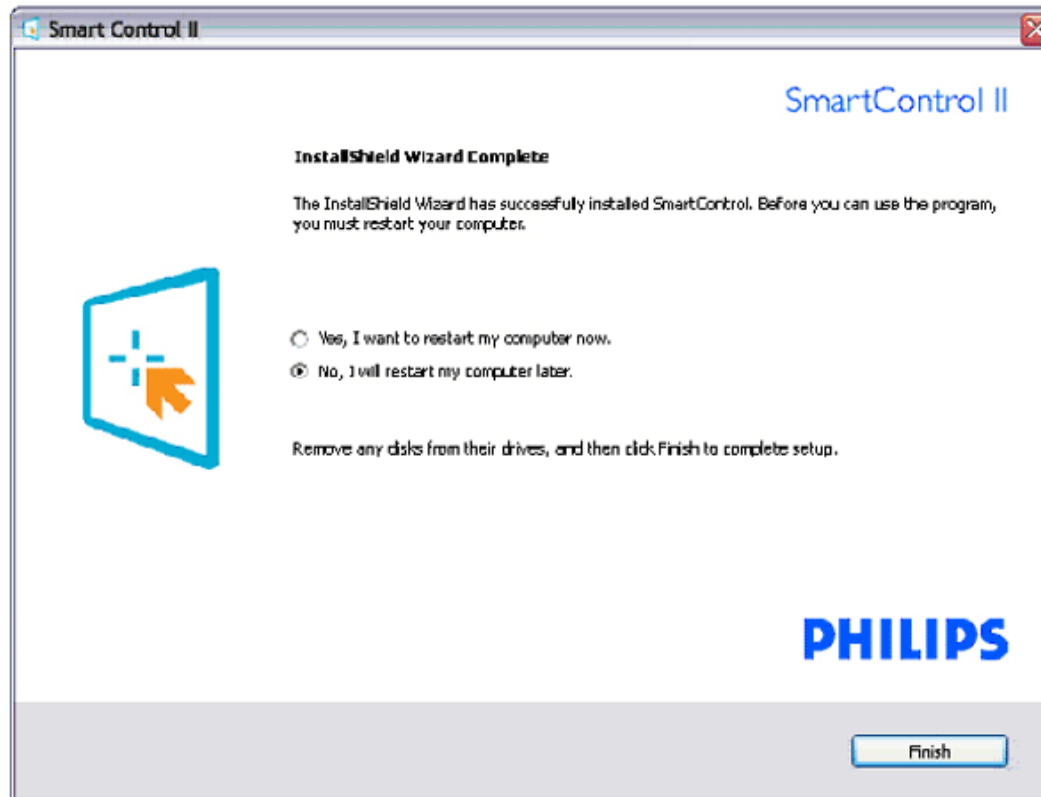 Smart Control II
SmartControl II
InstallShield Wizard Complete
The InstallShield Wizard has successfully installed SmartControl. Before you can use the program,
you must restart your computer.
Yes, I want to restart my computer now.
No, I will restart my computer later.
Remove any disks from their drives, and then click Finish to complete setup.
PHILIPS
Finish